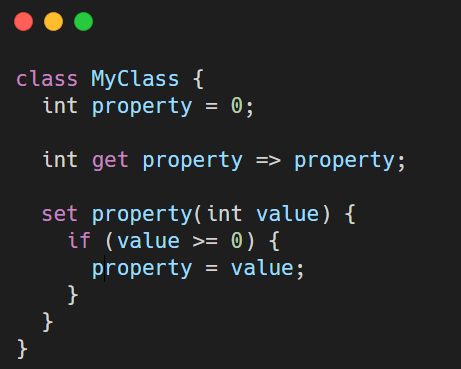 class MyClass {
  int property = 0;

  int get property => property;

  set property(int value) {
    if (value >= 0) {
      property = value;
    }
  }
}